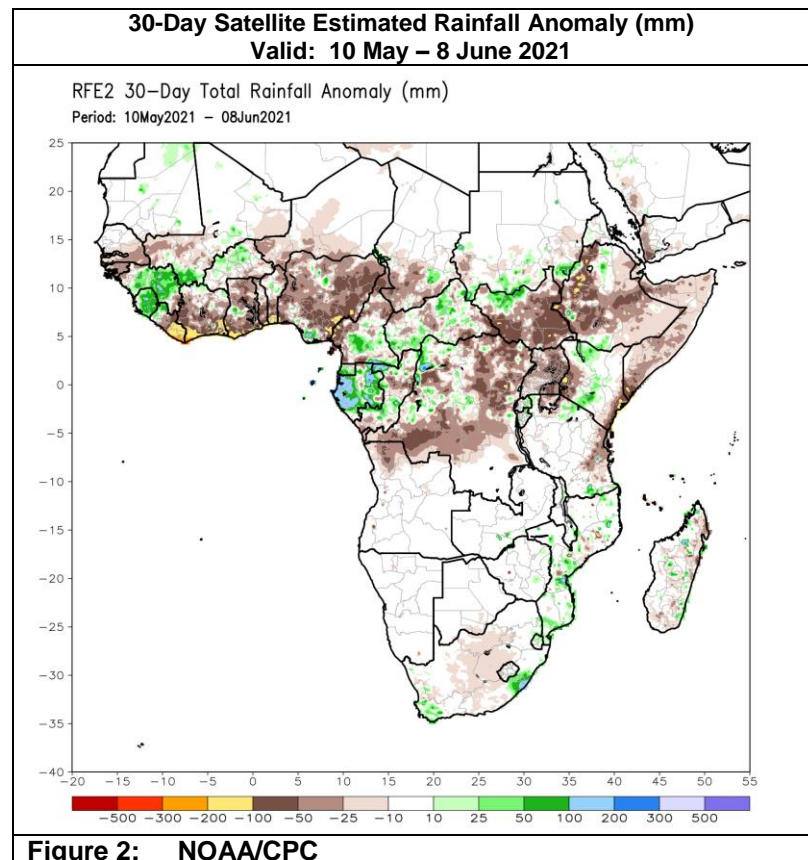 30-Day Satellite Estimated Rainfall Anomaly (mm)
Valid: 10 May – 8 June 2021
RFE2 30-Day Total Rainfall Anomaly (mm)
Period: 10May2021 – 08Jun2021
25
20
15
10
5
0
-5
-10
-15
-20
-25
-30
-35
-40
-20 -15 -10 -5 0 5 10 15 20 25 30 35 40 45 50 55
-500 -300 -200 -100 -50 -25 -10 10 25 50 100 200 300 500
Figure 2: NOAA/CPC